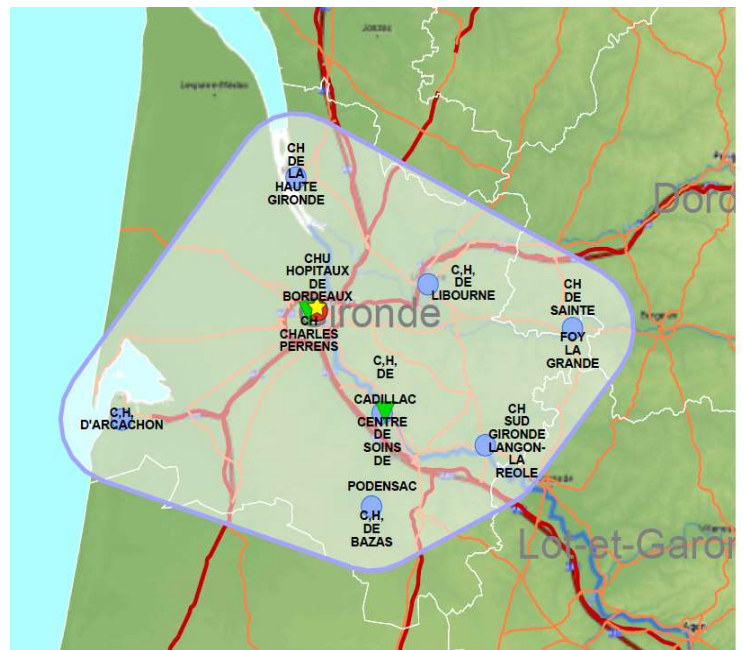 CH
DE
LA
HAUTE
GIRONDE
Dord
CHU
HOPITAUX
DE
BORDEAUX
C,H,
DE
LIBOURNE
CH
DE
SAINTE
FOY
LA
GRANDE
Gironde
CH
CHARLES
PERRENS
C,H,
DE
CADILLAC
CENTRE
DE
SOINS
DE
PODENSAC
C,H,
D'ARCACHON
CH
SUD
GIRONDE
LANGON-
LA
REOLE
C,H,
DE
BAZAS
Lot-et-Garon
Agen